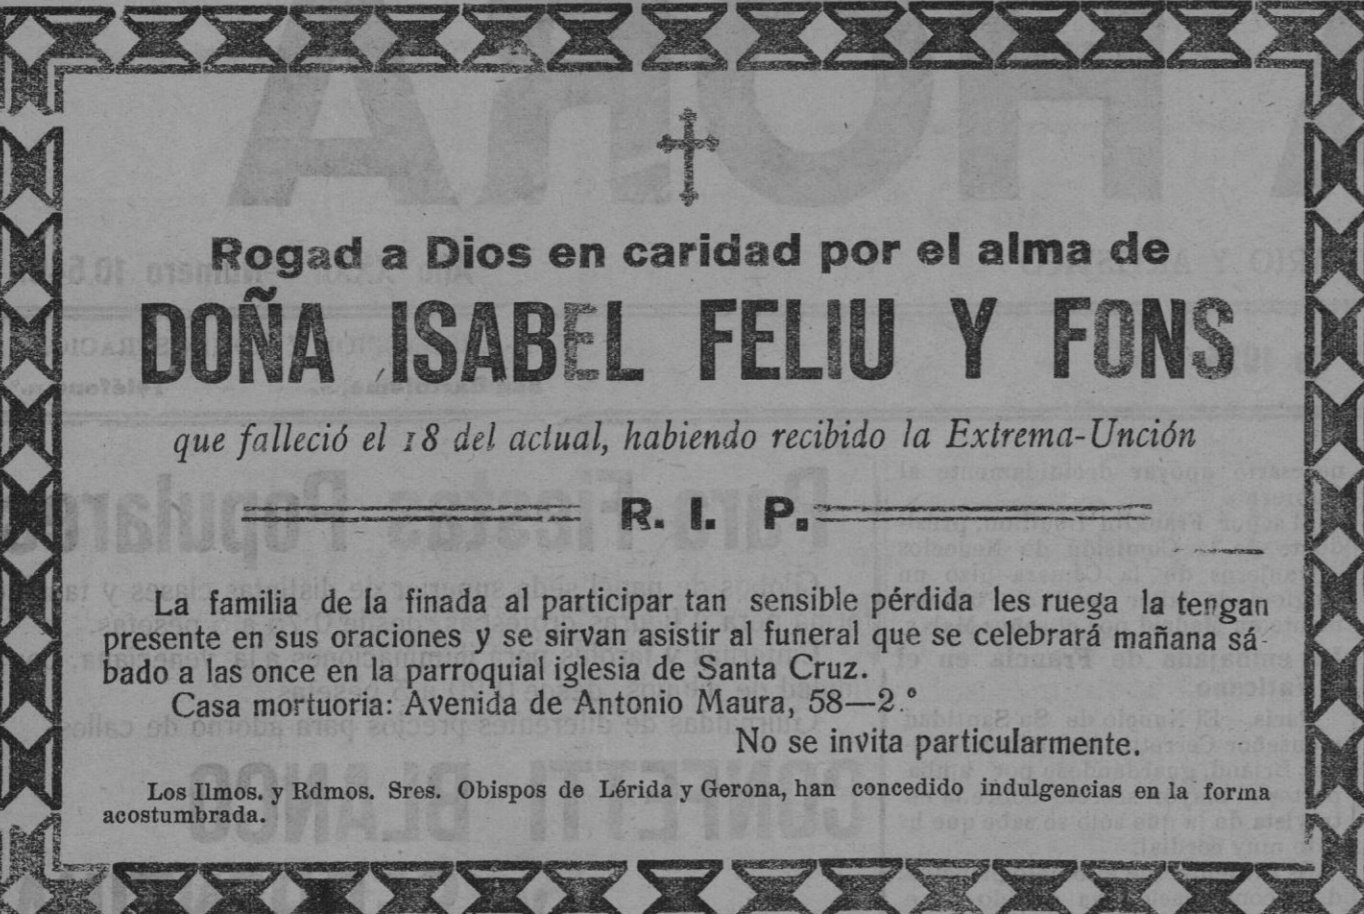 Rogad a Dios en caridad por el alma de
DOÑA ISABEL FELIU Y FONS
que falleció el 18 del actual, habiendo recibido la Extrema-Unción
R. I. P.
La familia de la finada al participar tan sensible pérdida les ruega la tengan
presente en sus oraciones y se sirvan asistir al funeral que se celebrará mañana sá-
bado a las once en la parroquial iglesia de Santa Cruz.
Casa mortuoria: Avenida de Antonio Maura, 58—2.°
No se invita particularmente.
Los Ilmos. y Rdmos. Sres. Obispos de Lérida y Gerona, han concedido indulgencias en la forma
acostumbrada.